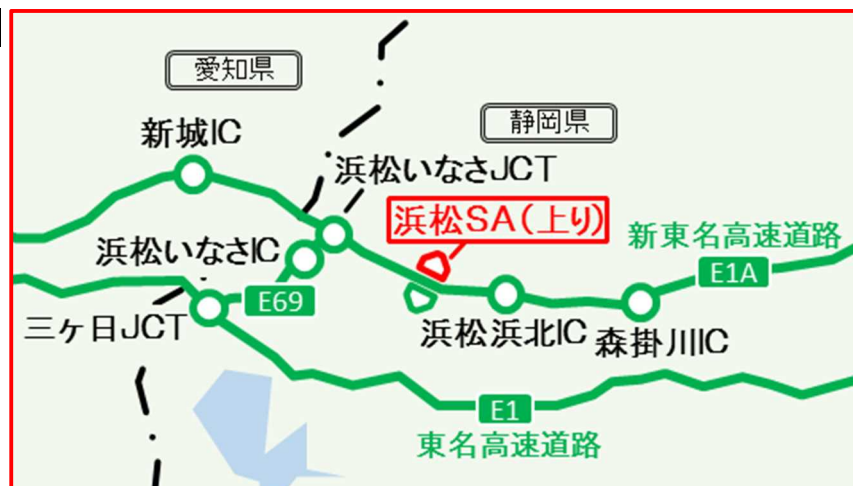 愛知県
静岡県
新城IC
浜松いなさJCT
浜松SA(上り)
新東名高速道路
浜松いなさIC
E1A
E69
三ヶ日JCT
浜松浜北IC
森掛川IC
E1
東名高速道路